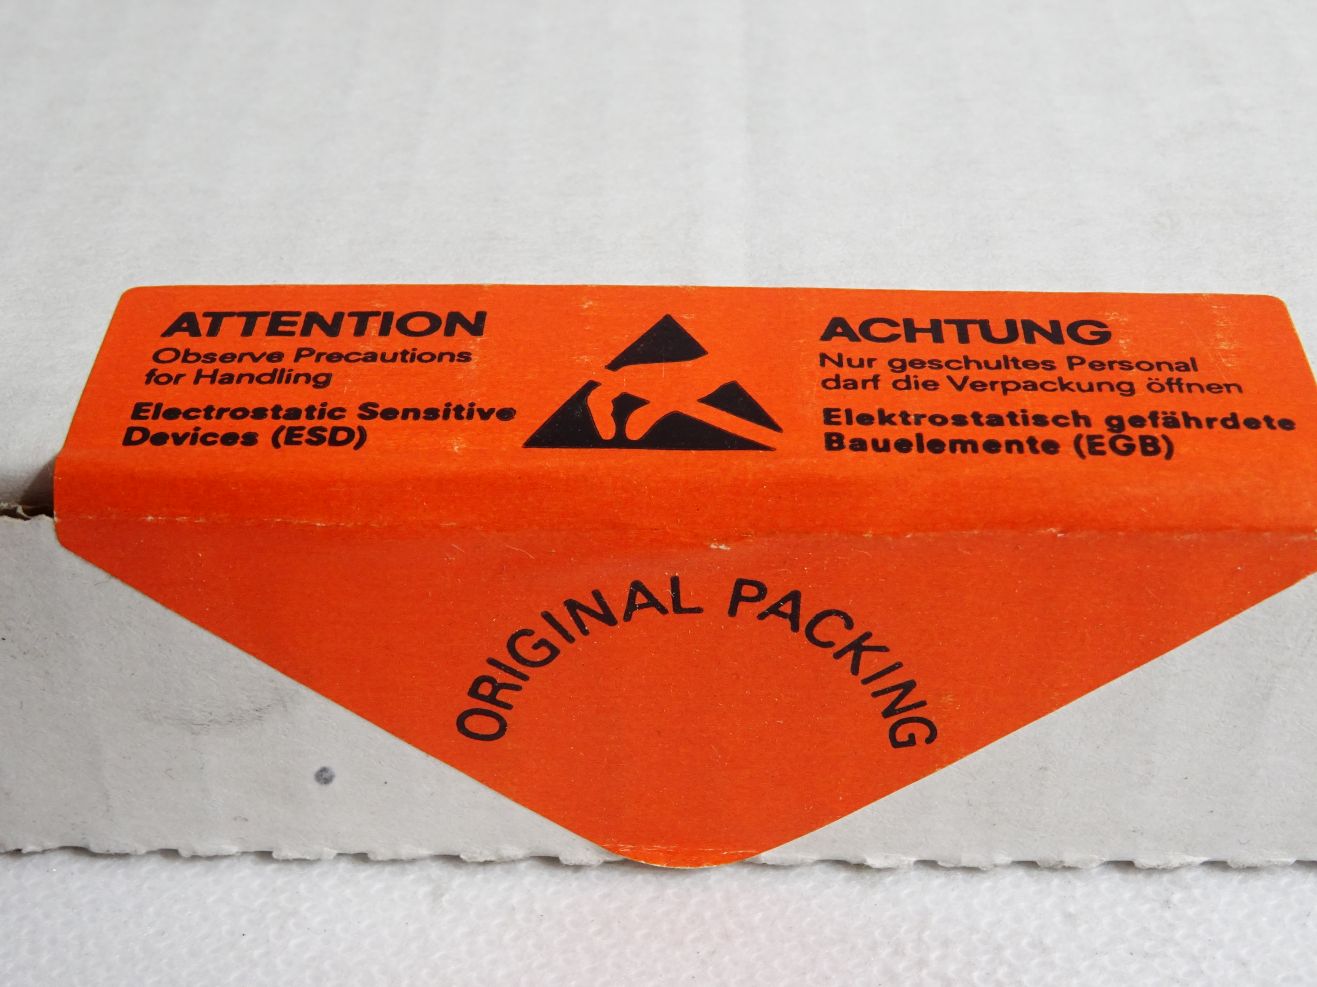 ATTENTION
Observe Precautions
for Handling
Electrostatic Sensitive
Devices (ESD)
ACHTUNG
Nur geschultes Personal
darf die Verpackung öffnen
Elektrostatisch gefährdete
Bauelemente (EGB)
ORIGINAL PACKING